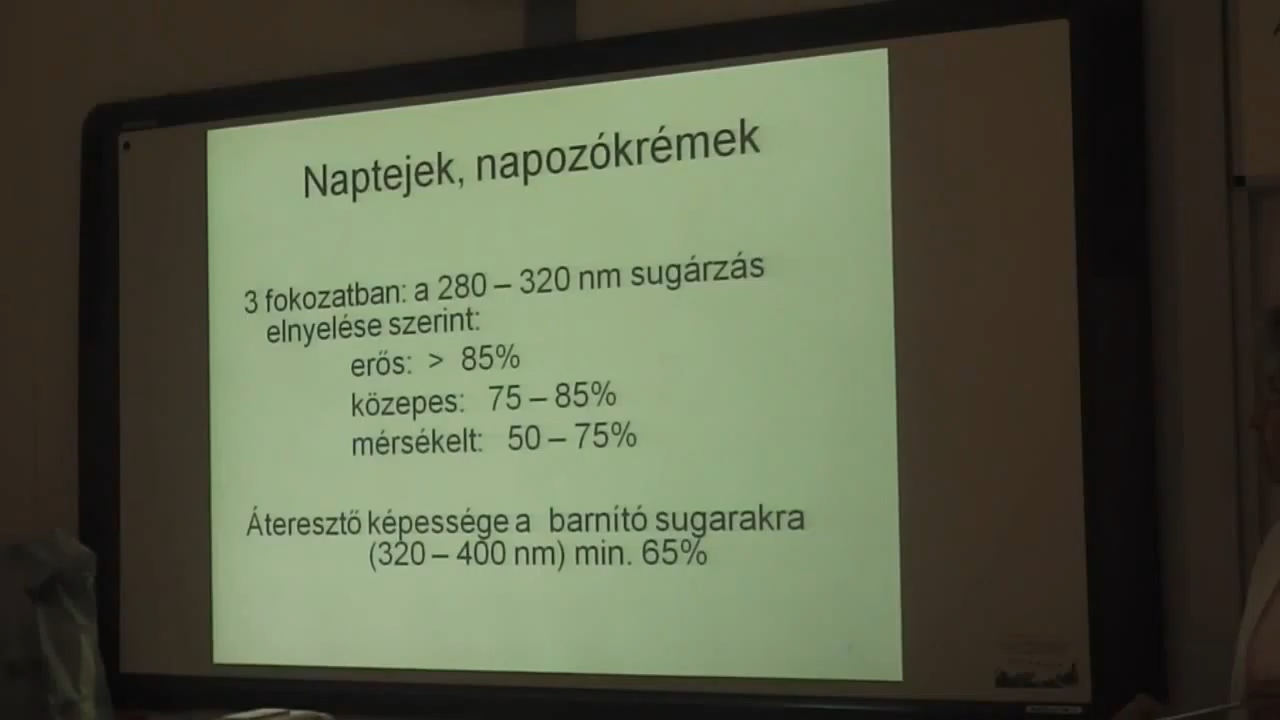 Naptejek, napozókrémek
3 fokozatban: a 280 – 320 nm sugárzás
elnyelése szerint:
erős: > 85%
közepes: 75 – 85%
mérsékelt: 50 – 75%
Áteresztő képessége a barnító sugarakra
(320 – 400 nm) min. 65%